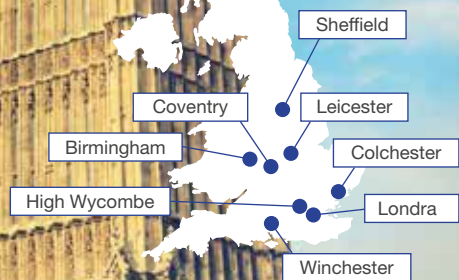 Sheffield
Coventry
Leicester
Birmingham
Colchester
High Wycombe
Londra
Winchester